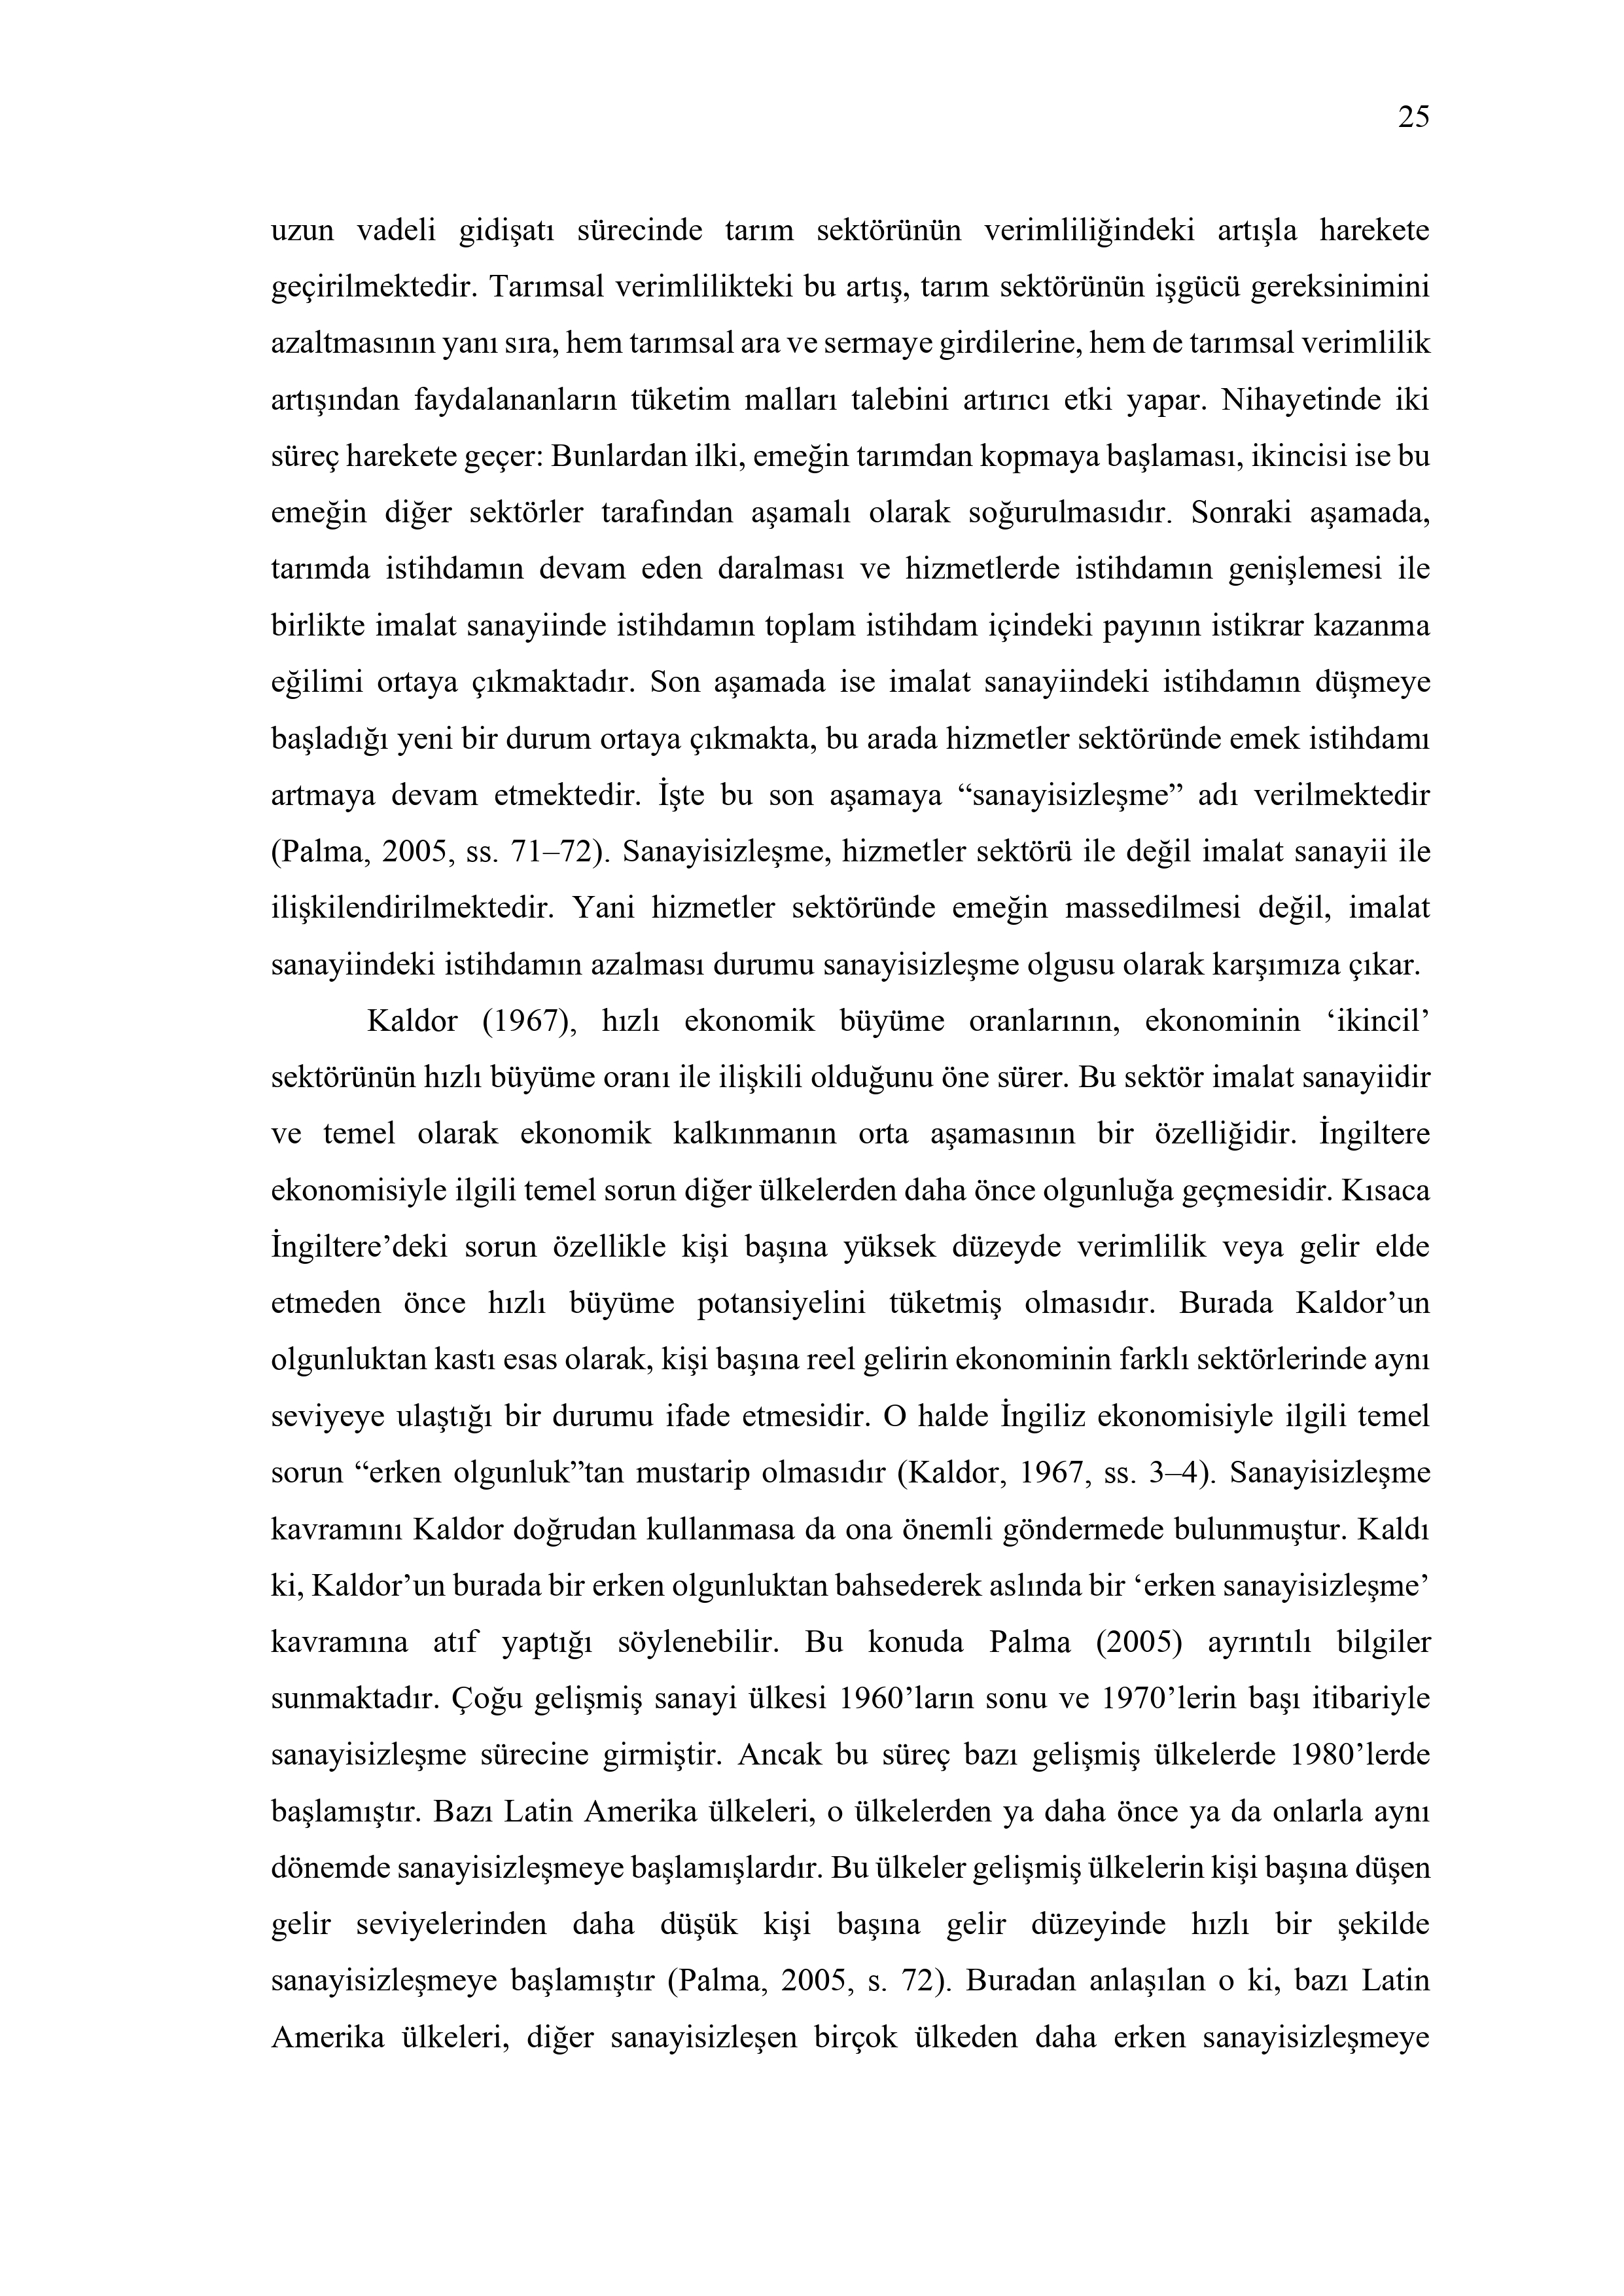 25
uzun vadeli gidişatı sürecinde tarım sektörünün verimliliğindeki artışla harekete
geçirilmektedir. Tarımsal verimlilikteki bu artış, tarım sektörünün işgücü gereksinimini
azaltmasının yanı sıra, hem tarımsal ara ve sermaye girdilerine, hem de tarımsal verimlilik
artışından faydalananların tüketim malları talebini artırıcı etki yapar. Nihayetinde iki
süreç harekete geçer: Bunlardan ilki, emeğin tarımdan kopmaya başlaması, ikincisi ise bu
emeğin diğer sektörler tarafından aşamalı olarak soğurulmasıdır. Sonraki aşamada,
tarımda istihdamın devam eden daralması ve hizmetlerde istihdamın genişlemesi ile
birlikte imalat sanayiinde istihdamın toplam istihdam içindeki payının istikrar kazanma
eğilimi ortaya çıkmaktadır. Son aşamada ise imalat sanayiindeki istihdamın düşmeye
başladığı yeni bir durum ortaya çıkmakta, bu arada hizmetler sektöründe emek istihdamı
artmaya devam etmektedir. İşte bu son aşamaya “sanayisizleşme” adı verilmektedir
(Palma, 2005, ss. 71–72). Sanayisizleşme, hizmetler sektörü ile değil imalat sanayii ile
ilişkilendirilmektedir. Yani hizmetler sektöründe emeğin massedilmesi değil, imalat
sanayiindeki istihdamın azalması durumu sanayisizleşme olgusu olarak karşımıza çıkar.
Kaldor (1967), hızlı ekonomik büyüme oranlarının, ekonominin ‘ikincil’
sektörünün hızlı büyüme oranı ile ilişkili olduğunu öne sürer. Bu sektör imalat sanayiidir
ve temel olarak ekonomik kalkınmanın orta aşamasının bir özelliğidir. İngiltere
ekonomisiyle ilgili temel sorun diğer ülkelerden daha önce olgunluğa geçmesidir. Kısaca
İngiltere’deki sorun özellikle kişi başına yüksek düzeyde verimlilik veya gelir elde
etmeden önce hızlı büyüme potansiyelini tüketmiş olmasıdır. Burada Kaldor’un
olgunluktan kastı esas olarak, kişi başına reel gelirin ekonominin farklı sektörlerinde aynı
seviyeye ulaştığı bir durumu ifade etmesidir. O halde İngiliz ekonomisiyle ilgili temel
sorun “erken olgunluk”tan mustarip olmasıdır (Kaldor, 1967, ss. 3–4). Sanayisizleşme
kavramını Kaldor doğrudan kullanmasa da ona önemli göndermede bulunmuştur. Kaldı
ki, Kaldor’un burada bir erken olgunluktan bahsederek aslında bir ‘erken sanayisizleşme’
kavramına atıf yaptığı söylenebilir. Bu konuda Palma (2005) ayrıntılı bilgiler
sunmaktadır. Çoğu gelişmiş sanayi ülkesi 1960’ların sonu ve 1970’lerin başı itibariyle
sanayisizleşme sürecine girmiştir. Ancak bu süreç bazı gelişmiş ülkelerde 1980’lerde
başlamıştır. Bazı Latin Amerika ülkeleri, o ülkelerden ya daha önce ya da onlarla aynı
dönemde sanayisizleşmeye başlamışlardır. Bu ülkeler gelişmiş ülkelerin kişi başına düşen
gelir seviyelerinden daha düşük kişi başına gelir düzeyinde hızlı bir şekilde
sanayisizleşmeye başlamıştır (Palma, 2005, s. 72). Buradan anlaşılan o ki, bazı Latin
Amerika ülkeleri, diğer sanayisizleşen birçok ülkeden daha erken sanayisizleşmeye